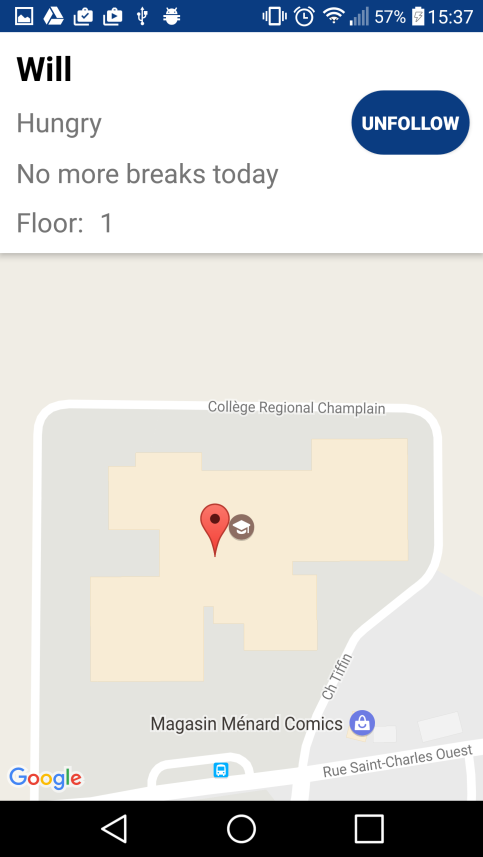 57% 15:37
Will
Hungry
UNFOLLOW
No more breaks today
Floor: 1
Collège Regional Champlain
Ch Tiffin
Magasin Ménard Comics
Rue Saint-Charles Ouest
Google